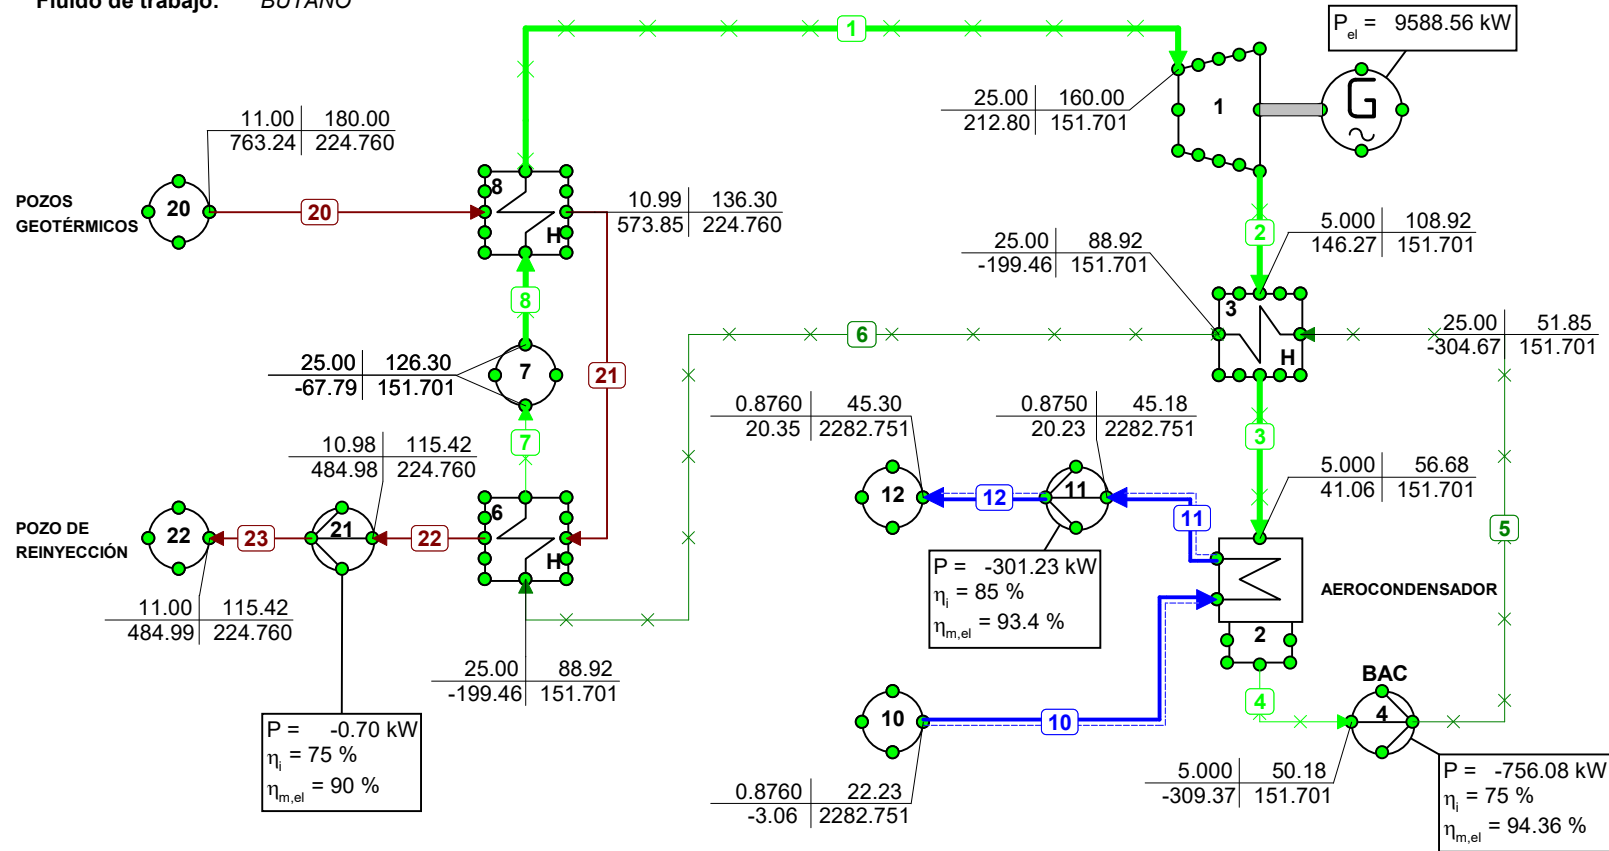 Fluido de trabajo: BUTANO
1
P_el = 9588.56 kW
G
25.00 160.00
212.80 151.701
1
11.00 180.00
763.24 224.760
POZOS
GEOTÉRMICOS
20
20
8
H
10.99 136.30
573.85 224.760
2
5.000 108.92
146.27 151.701
25.00 88.92
-199.46 151.701
8
3
H
6
25.00 51.85
-304.67 151.701
25.00 126.30
-67.79 151.701
7
21
0.8760 45.30
20.35 2282.751
0.8750 45.18
20.23 2282.751
3
7
10.98 115.42
484.98 224.760
5.000 56.68
41.06 151.701
12
12
11
11
POZO DE
REINYECCIÓN
22
23
21
22
6
H
5
P = -301.23 kW
η_i = 85 %
η_m,el = 93.4 %
AEROCONDENSADOR
2
11.00 115.42
484.99 224.760
25.00 88.92
-199.46 151.701
BAC
4
4
10
10
P = -0.70 kW
η_i = 75 %
η_m,el = 90 %
0.8760 22.23
-3.06 2282.751
5.000 50.18
-309.37 151.701
P = -756.08 kW
η_i = 75 %
η_m,el = 94.36 %